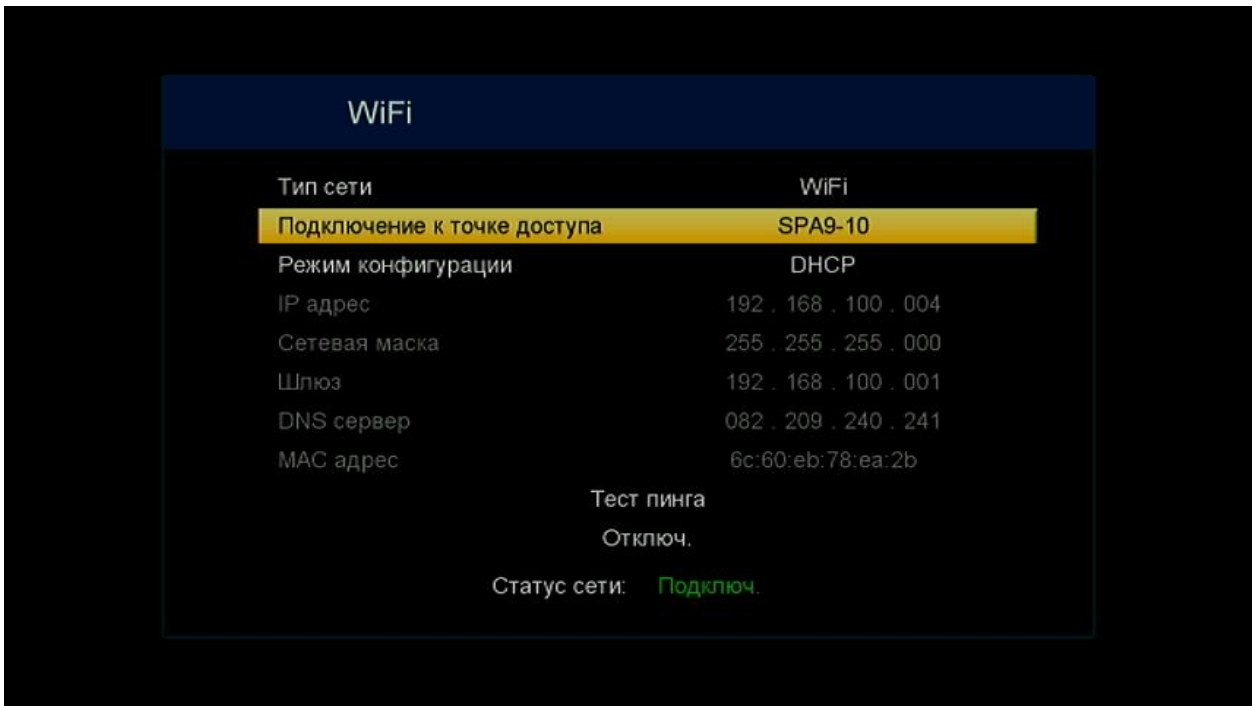 WiFi
Тип сети WiFi
Подключение к точке доступа SPA9-10
Режим конфигурации DHCP
IP адрес 192 . 168 . 100 . 004
Сетевая маска 255 . 255 . 255 . 000
Шлюз 192 . 168 . 100 . 001
DNS сервер 082 . 209 . 240 . 241
MAC адрес 6c:60:eb:78:ea:2b
Тест пинга
Отключ.
Статус сети: Подключ.